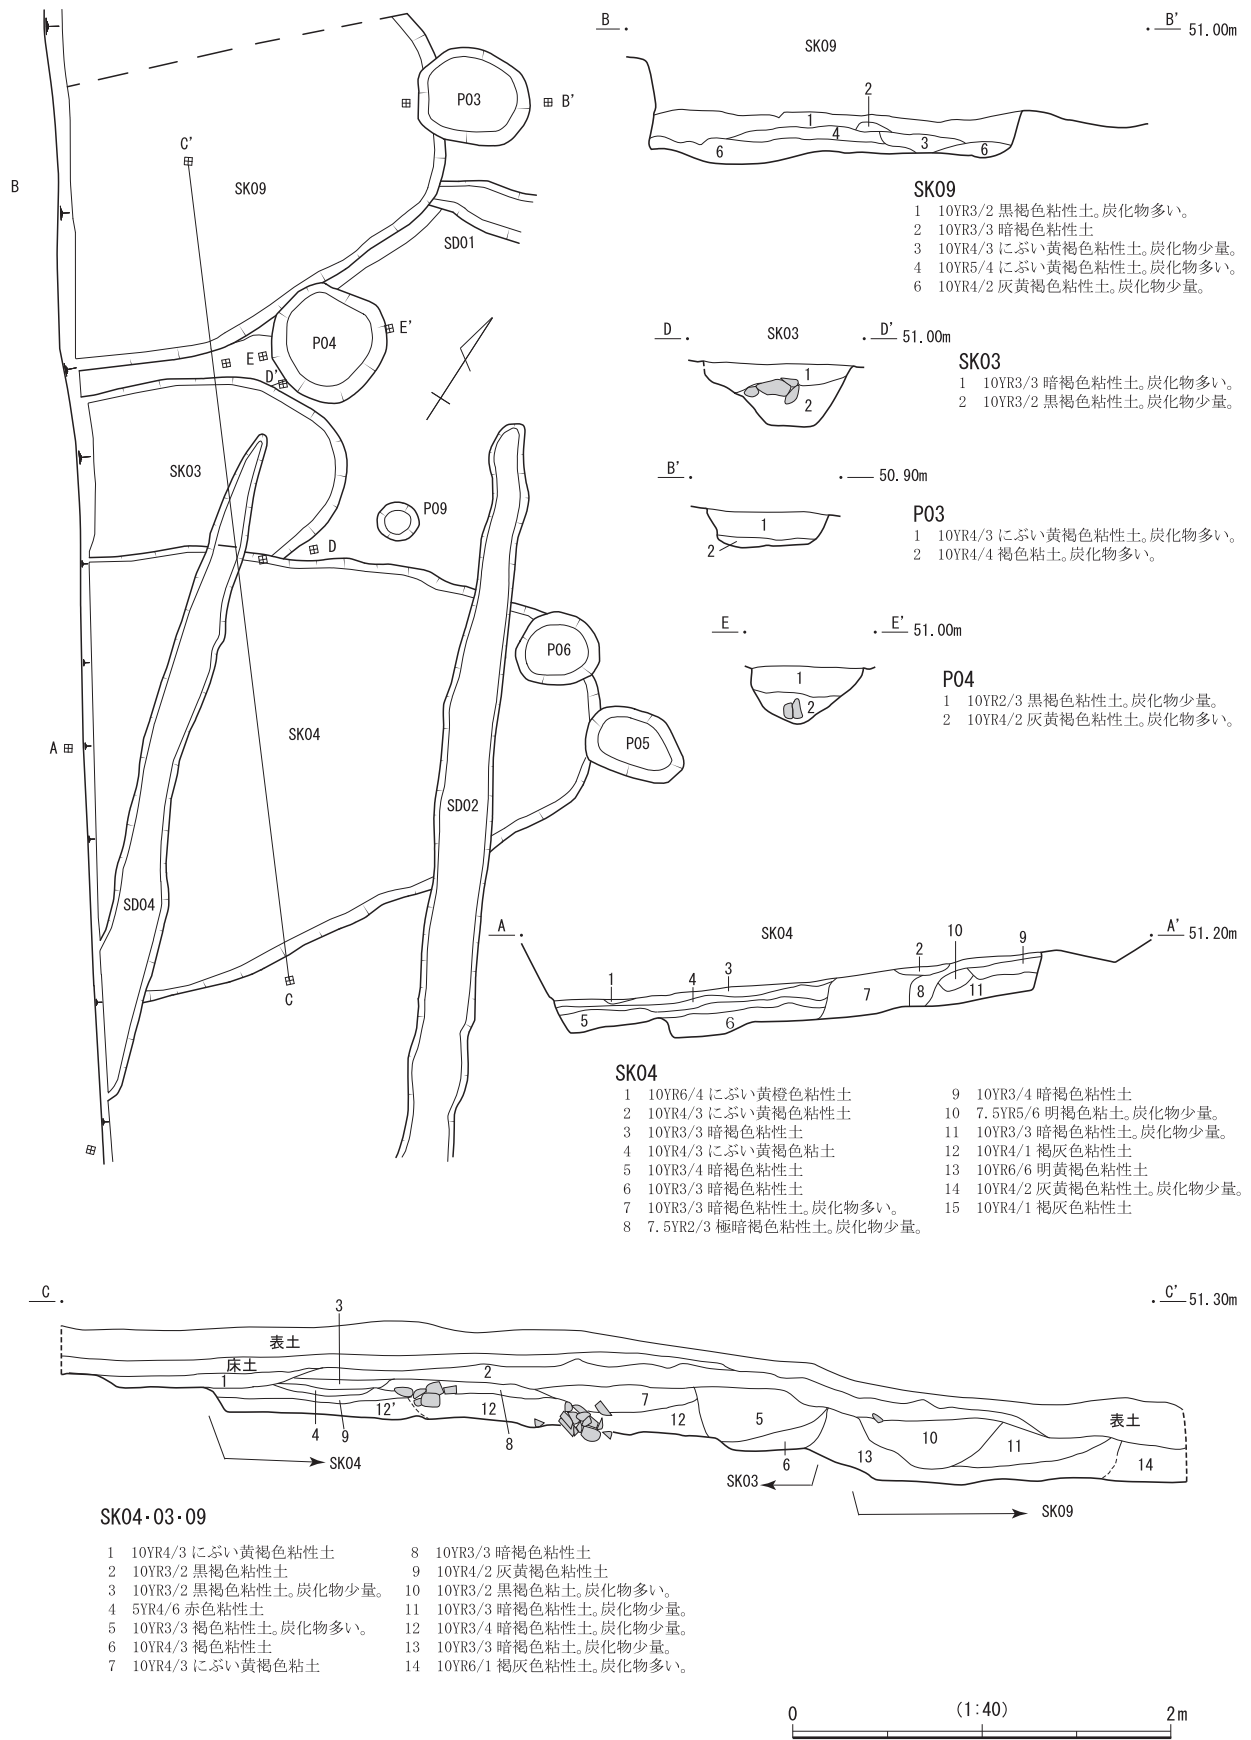 B
B'
51.00m
SK09
P03
B'
C'
B
SK09
SD01
P04
E'
E
D'
SK03
P09
D
P06
SK04
A
P05
SD02
SD04
C
2
1
4
3
6
6
SK09
1 10YR3/2 黒褐色粘性土。炭化物多い。
2 10YR3/3 暗褐色粘性土
3 10YR4/3 にぶい黄褐色粘性土。炭化物少量。
4 10YR5/4 にぶい黄褐色粘性土。炭化物多い。
6 10YR4/2 灰黄褐色粘性土。炭化物少量。
D
SK03
D'
51.00m
1
2
SK03
1 10YR3/3 暗褐色粘性土。炭化物多い。
2 10YR3/2 黒褐色粘性土。炭化物少量。
B'
50.90m
1
2
P03
1 10YR4/3 にぶい黄褐色粘性土。炭化物多い。
2 10YR4/4 褐色粘土。炭化物多い。
E
E'
51.00m
1
2
P04
1 10YR2/3 黒褐色粘性土。炭化物少量。
2 10YR4/2 灰黄褐色粘性土。炭化物多い。
A
SK04
A'
51.20m
10
2
9
3
4
1
7
8
11
5
6
SK04
1 10YR6/4 にぶい黄橙色粘性土
2 10YR4/3 にぶい黄褐色粘性土
3 10YR3/3 暗褐色粘性土
4 10YR4/3 にぶい黄褐色粘土
5 10YR3/4 暗褐色粘性土
6 10YR3/3 暗褐色粘性土
7 10YR3/3 暗褐色粘性土。炭化物多い。
8 7.5YR2/3 極暗褐色粘性土。炭化物少量。
9 10YR3/4 暗褐色粘性土
10 7.5YR5/6 明褐色粘土。炭化物少量。
11 10YR3/3 暗褐色粘性土。炭化物少量。
12 10YR4/1 褐灰色粘性土
13 10YR6/6 明黄褐色粘性土
14 10YR4/2 灰黄褐色粘性土。炭化物少量。
15 10YR4/1 褐灰色粘性土
C
C'
51.30m
3
表土
床土
1
2
7
12'
12
12
5
10
11
表土
4
9
8
6
13
14
SK04
SK03
SK09
SK04・03・09
1 10YR4/3 にぶい黄褐色粘性土
2 10YR3/2 黒褐色粘性土
3 10YR3/2 黒褐色粘性土。炭化物少量。
4 5YR4/6 赤色粘性土
5 10YR3/3 褐色粘性土。炭化物多い。
6 10YR4/3 褐色粘性土
7 10YR4/3 にぶい黄褐色粘土
8 10YR3/3 暗褐色粘性土
9 10YR4/2 灰黄褐色粘性土
10 10YR3/2 黒褐色粘土。炭化物多い。
11 10YR3/3 暗褐色粘性土。炭化物少量。
12 10YR3/4 暗褐色粘性土。炭化物少量。
13 10YR3/3 暗褐色粘土。炭化物少量。
14 10YR6/1 褐灰色粘性土。炭化物多い。
0
(1:40)
2m